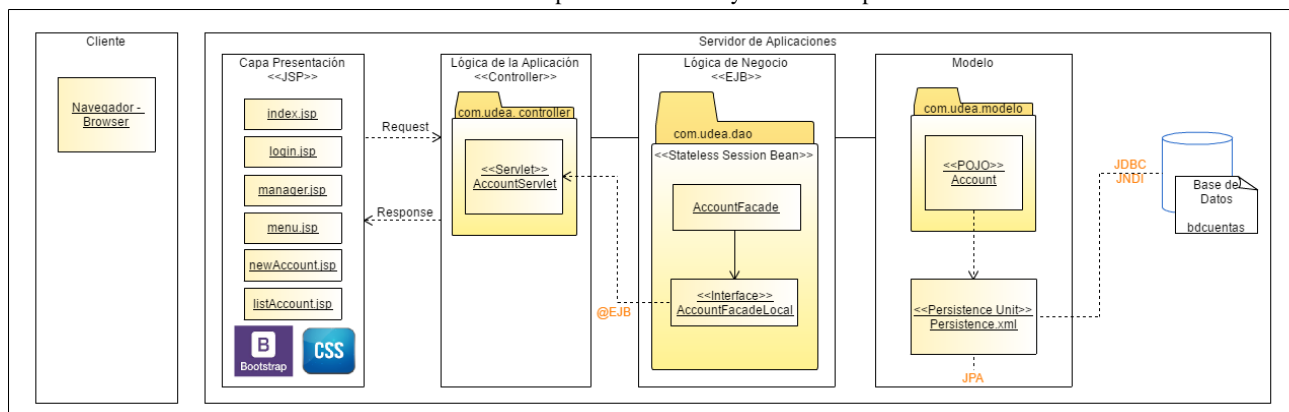 Cliente
Navegador -
Browser
Servidor de Aplicaciones
Capa Presentación
<<JSP>>
index.jsp
login.jsp
manager.jsp
menu.jsp
newAccount.jsp
listAccount.jsp
B
Bootstrap
CSS
Request
Response
Lógica de la Aplicación
<<Controller>>
com.udea. controller
<<Servlet>>
AccountServlet
@EJB
Lógica de Negocio
<<EJB>>
com.udea.dao
<<Stateless Session Bean>>
AccountFacade
<<Interface>>
AccountFacadeLocal
Modelo
com.udea.modelo
<<POJO>>
Account
<<Persistence Unit>>
Persistence.xml
JPA
JDBC
JNDI
Base de
Datos
bdcuentas